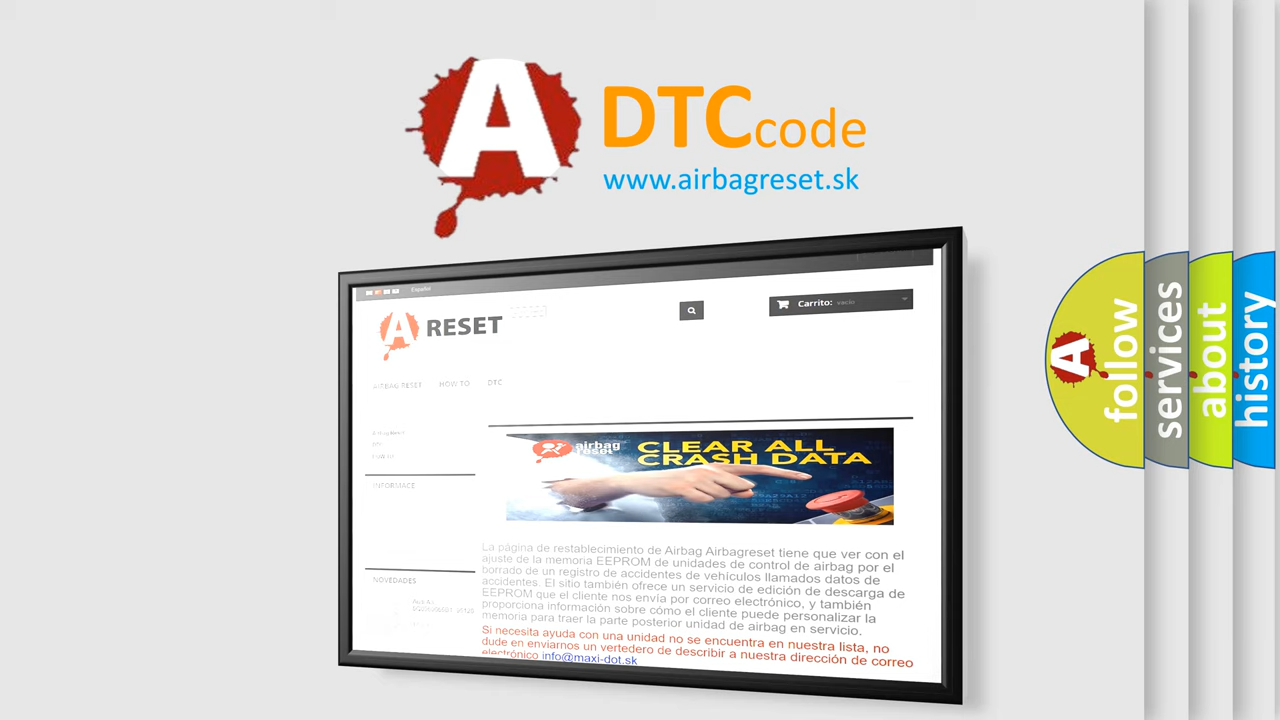 A
DTCcode
www.airbagreset.sk
Español
A RESET
Carrito: vacío
AIRBAG RESET HOW TO DTC
INFORMACE
NOVEDADES
airbag
reset
CLEAR ALL
CRASH DATA
La página de restablecimiento de Airbag Airbagreset tiene que ver con el
ajuste de la memoria EEPROM de unidades de control de airbag por el
borrado de un registro de accidentes de vehículos llamados datos de
accidentes. El sitio también ofrece un servicio de edición de descarga de
EEPROM que el cliente nos envía por correo electrónico, y también
proporciona información sobre cómo el cliente puede personalizar la
memoria para traer la parte posterior unidad de airbag en servicio.
Si necesita ayuda con una unidad no se encuentra en nuestra lista, no
dude en enviarnos un vertedero de describir a nuestra dirección de correo
electrónico info@maxi-dot.sk
A
follow
services
about
history